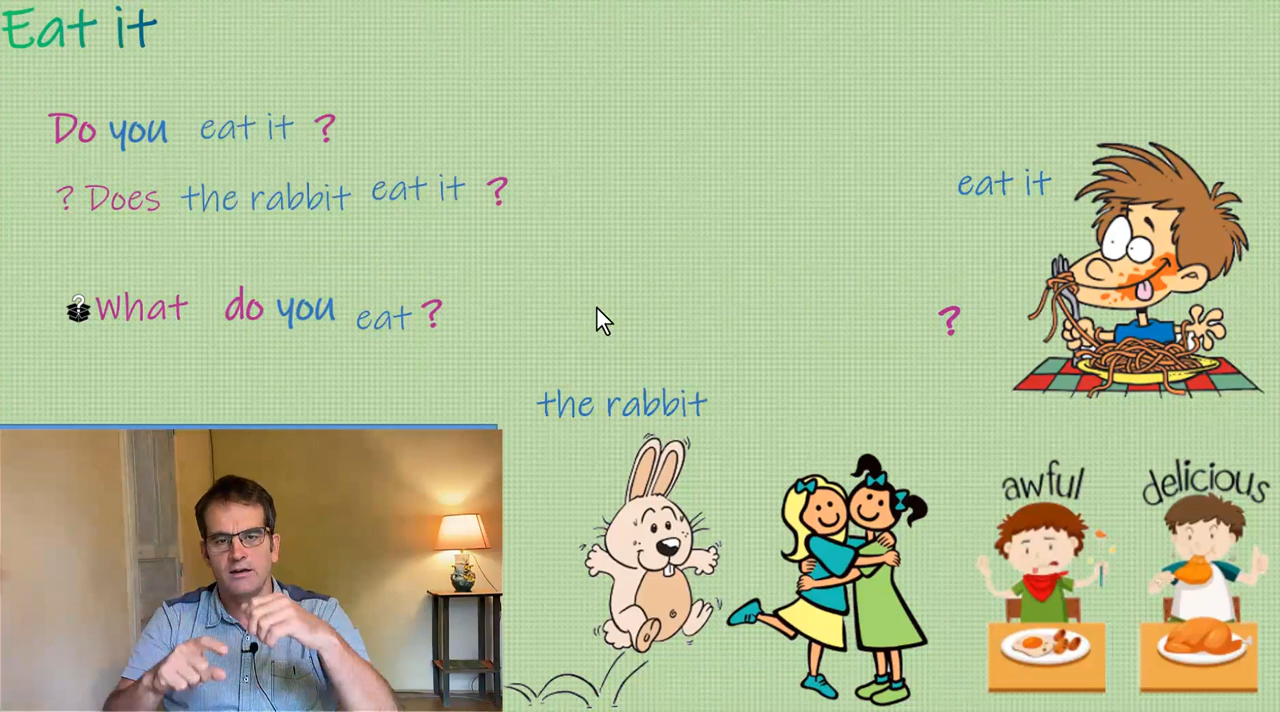 Eat it
Do you eat it ?
? Does the rabbit eat it ?
eat it
? What do you eat ?
?
the rabbit
awful
delicious